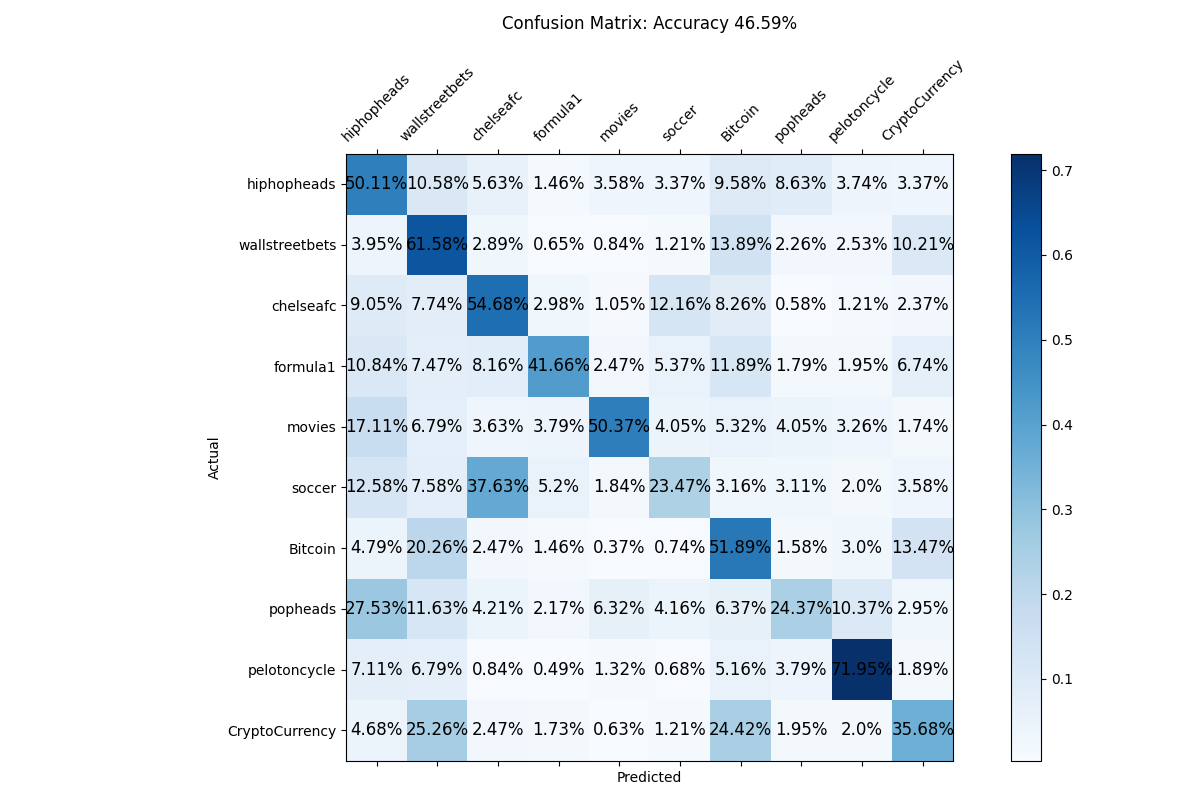 Confusion Matrix: Accuracy 46.59%
hiphopheads wallstreetbets chelseafc formula1 movies soccer Bitcoin popheads pelotoncycle CryptoCurrency
hiphopheads 50.11% 10.58% 5.63% 1.46% 3.58% 3.37% 9.58% 8.63% 3.74% 3.37% 0.7
wallstreetbets 3.95% 61.58% 2.89% 0.65% 0.84% 1.21% 13.89% 2.26% 2.53% 10.21% 0.6
chelseafc 9.05% 7.74% 54.68% 2.98% 1.05% 12.16% 8.26% 0.58% 1.21% 2.37% 0.5
formula1 10.84% 7.47% 8.16% 41.66% 2.47% 5.37% 11.89% 1.79% 1.95% 6.74%
movies 17.11% 6.79% 3.63% 3.79% 50.37% 4.05% 5.32% 4.05% 3.26% 1.74% 0.4
Actual
soccer 12.58% 7.58% 37.63% 5.2% 1.84% 23.47% 3.16% 3.11% 2.0% 3.58% 0.3
Bitcoin 4.79% 20.26% 2.47% 1.46% 0.37% 0.74% 51.89% 1.58% 3.0% 13.47%
popheads 27.53% 11.63% 4.21% 2.17% 6.32% 4.16% 6.37% 24.37% 10.37% 2.95% 0.2
pelotoncycle 7.11% 6.79% 0.84% 0.49% 1.32% 0.68% 5.16% 3.79% 71.95% 1.89% 0.1
CryptoCurrency 4.68% 25.26% 2.47% 1.73% 0.63% 1.21% 24.42% 1.95% 2.0% 35.68%
Predicted